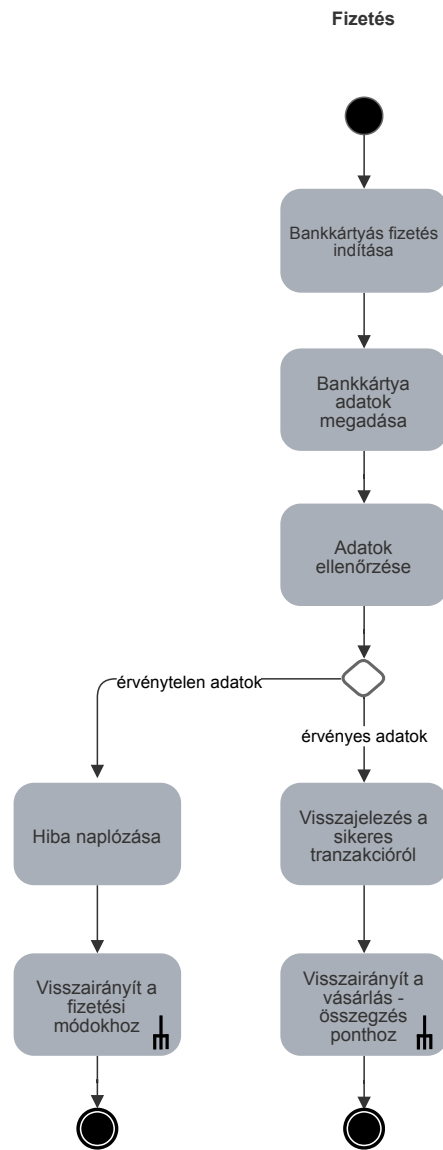 Fizetés
Bankkártyás fizetés
indítása
Bankkártya
adatok
megadása
Adatok
ellenőrzése
érvénytelen adatok
érvényes adatok
Hiba naplózása
Visszajelezés a
sikeres
tranzakcióról
Visszairányít a
fizetési
módokhoz
Visszairányít a
vásárlás -
összegzés
ponthoz